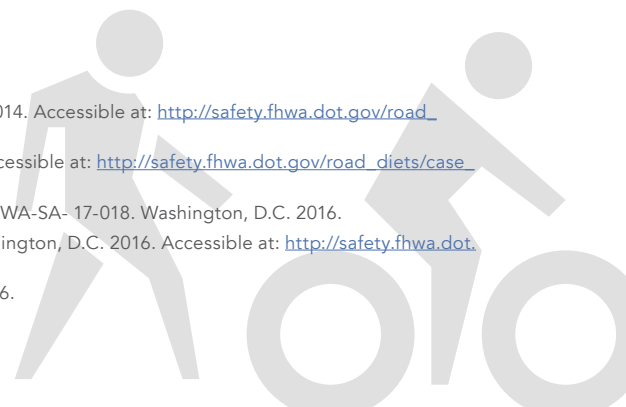 014. Accessible at: http://safety.fhwa.dot.gov/road_
cessible at: http://safety.fhwa.dot.gov/road_diets/case_
WA-SA- 17-018. Washington, D.C. 2016.
ington, D.C. 2016. Accessible at: http://safety.fhwa.dot.
6.